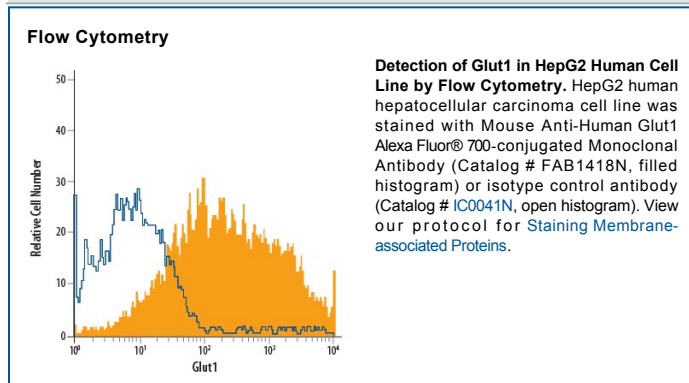 Flow Cytometry
50
40
30
20
10
0
Relative Cell Number
10⁰ 10¹ 10² 10³ 10⁴
Glut1
Detection of Glut1 in HepG2 Human Cell
Line by Flow Cytometry. HepG2 human
hepatocellular carcinoma cell line was
stained with Mouse Anti-Human Glut1
Alexa Fluor® 700-conjugated Monoclonal
Antibody (Catalog # FAB1418N, filled
histogram) or isotype control antibody
(Catalog # IC0041N, open histogram). View
our protocol for Staining Membrane-
associated Proteins.